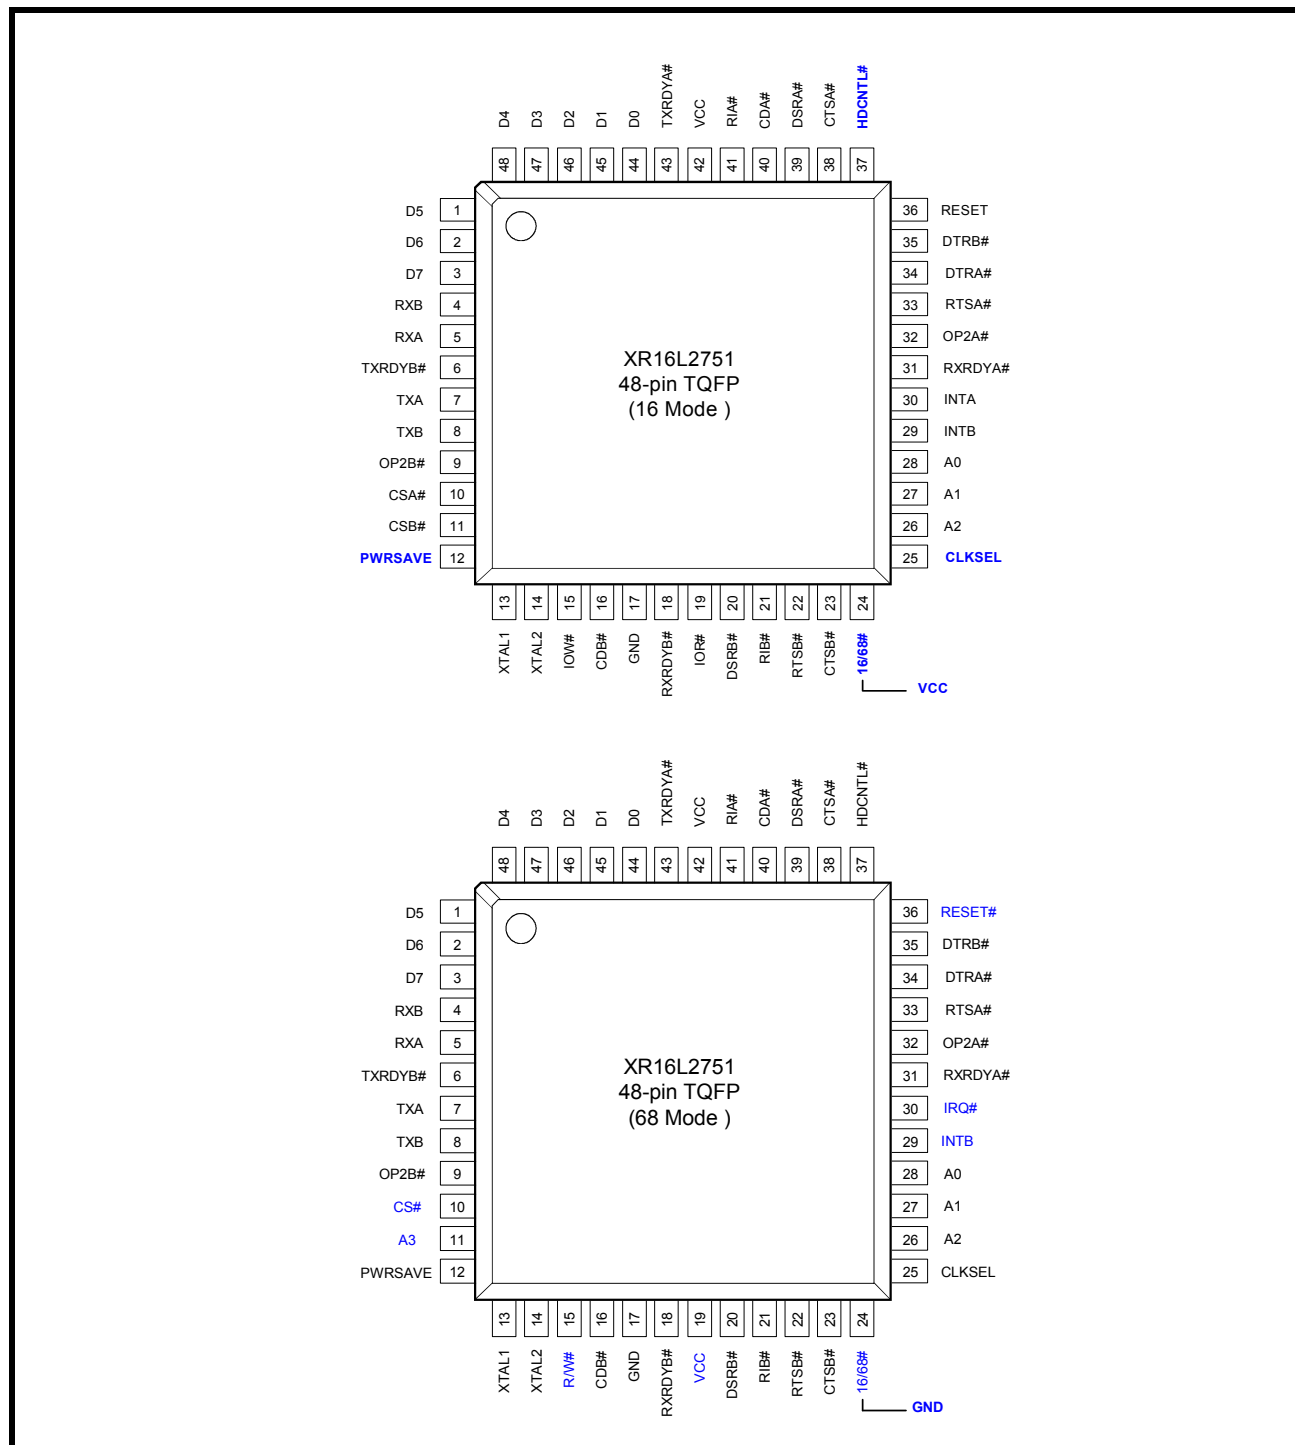 D4 D3 D2 D1 D0 TXRDYA# VCC RIA# CDA# DSRA# CTSA# HDCNTL#
48 47 46 45 44 43 42 41 40 39 38 37
D5 1 36 RESET
D6 2 35 DTRB#
D7 3 34 DTRA#
RXB 4 33 RTSA#
RXA 5 32 OP2A#
TXRDYB# 6 31 RXRDYA#
TXA 7 30 INTA
TXB 8 29 INTB
OP2B# 9 28 A0
CSA# 10 27 A1
CSB# 11 26 A2
PWRSAVE 12 25 CLKSEL
XR16L2751
48-pin TQFP
(16 Mode )
13 14 15 16 17 18 19 20 21 22 23 24
XTAL1 XTAL2 IOW# CDB# GND RXRDYB# IOR# DSRB# RIB# RTSB# CTSB# 16/68#
VCC
D4 D3 D2 D1 D0 TXRDYA# VCC RIA# CDA# DSRA# CTSA# HDCNTL#
48 47 46 45 44 43 42 41 40 39 38 37
D5 1 36 RESET#
D6 2 35 DTRB#
D7 3 34 DTRA#
RXB 4 33 RTSA#
RXA 5 32 OP2A#
TXRDYB# 6 31 RXRDYA#
TXA 7 30 IRQ#
TXB 8 29 INTB
OP2B# 9 28 A0
CS# 10 27 A1
A3 11 26 A2
PWRSAVE 12 25 CLKSEL
XR16L2751
48-pin TQFP
(68 Mode )
13 14 15 16 17 18 19 20 21 22 23 24
XTAL1 XTAL2 R/W# CDB# GND RXRDYB# VCC DSRB# RIB# RTSB# CTSB# 16/68#
GND